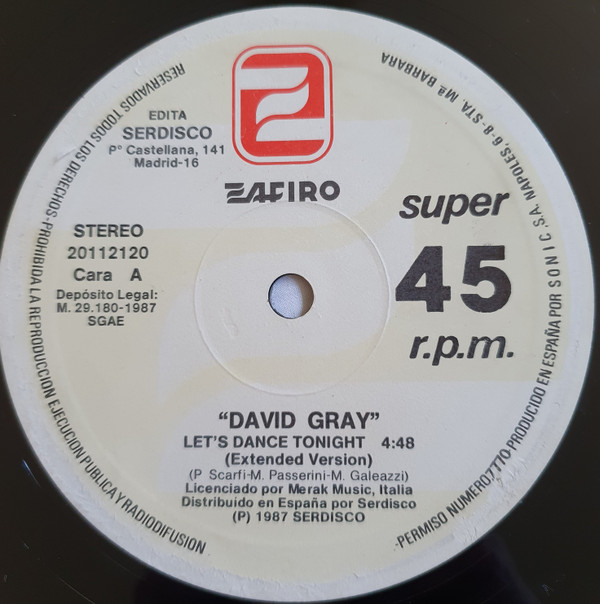 EDITA
SERDISCO
Pº Castellana, 141
Madrid-16
ZAFIRO
STEREO
20112120
Cara A
Depósito Legal:
M. 29.180-1987
SGAE
super
45
r.p.m.
"DAVID GRAY"
LET'S DANCE TONIGHT 4:48
(Extended Version)
(P Scarfi-M. Passerini-M. Galeazzi)
Licenciado por Merak Music, Italia
Distribuido en España por Serdisco
(P) 1987 SERDISCO
RESERVADOS TODOS LOS DERECHOS-PROHIBIDA LA REPRODUCCION EJECUCION PUBLICA Y RADIODIFUSION
-PERMISO NUMERO7770-PRODUCIDO EN ESPAÑA POR SONIC.S.A. NAPOLES, 6-8-STA. Mª. BARBARA